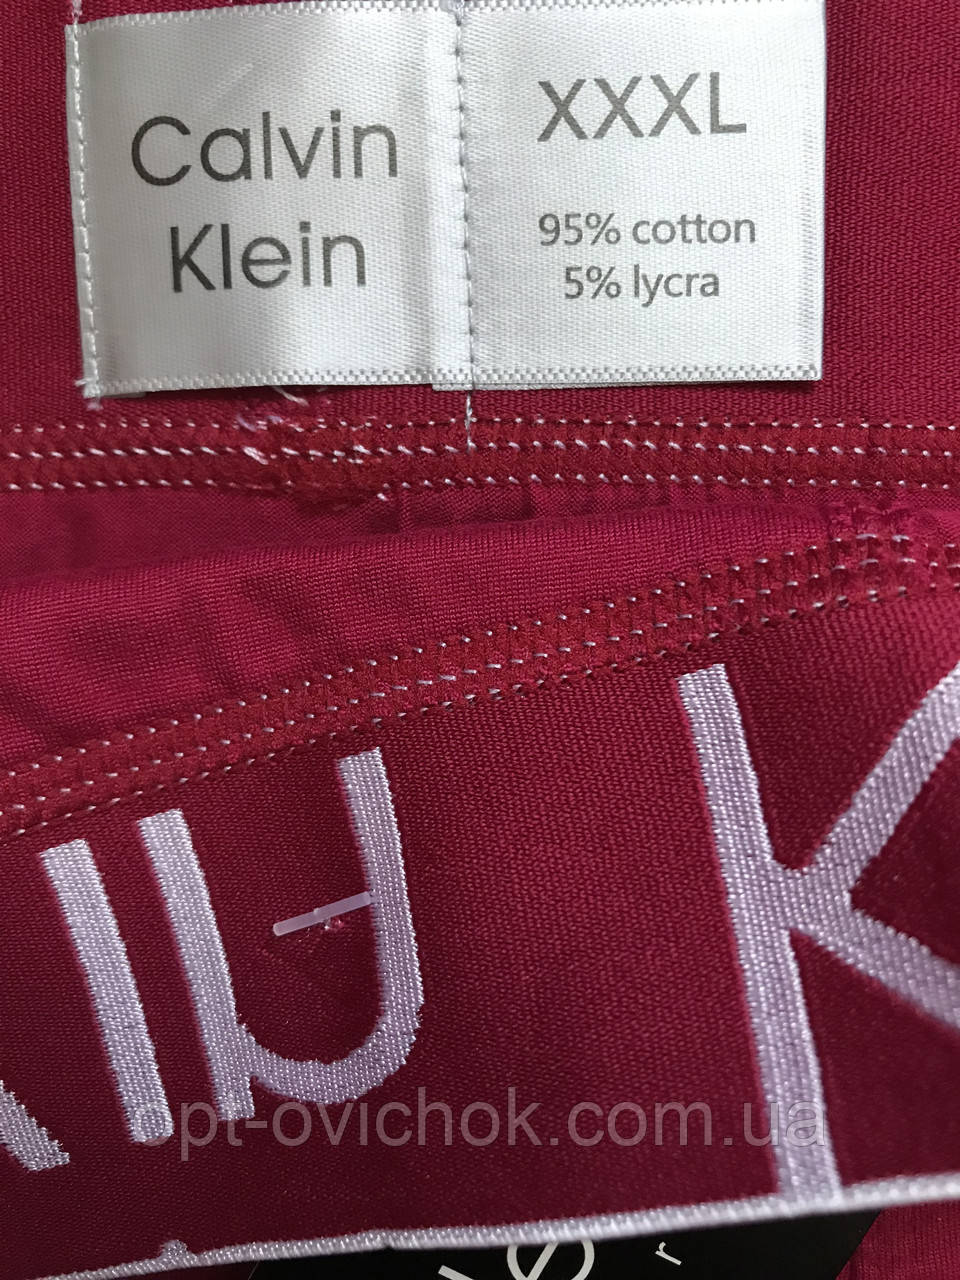 Calvin
Klein
XXXL
95% cotton
5% lycra
opt-ovichok.com.ua